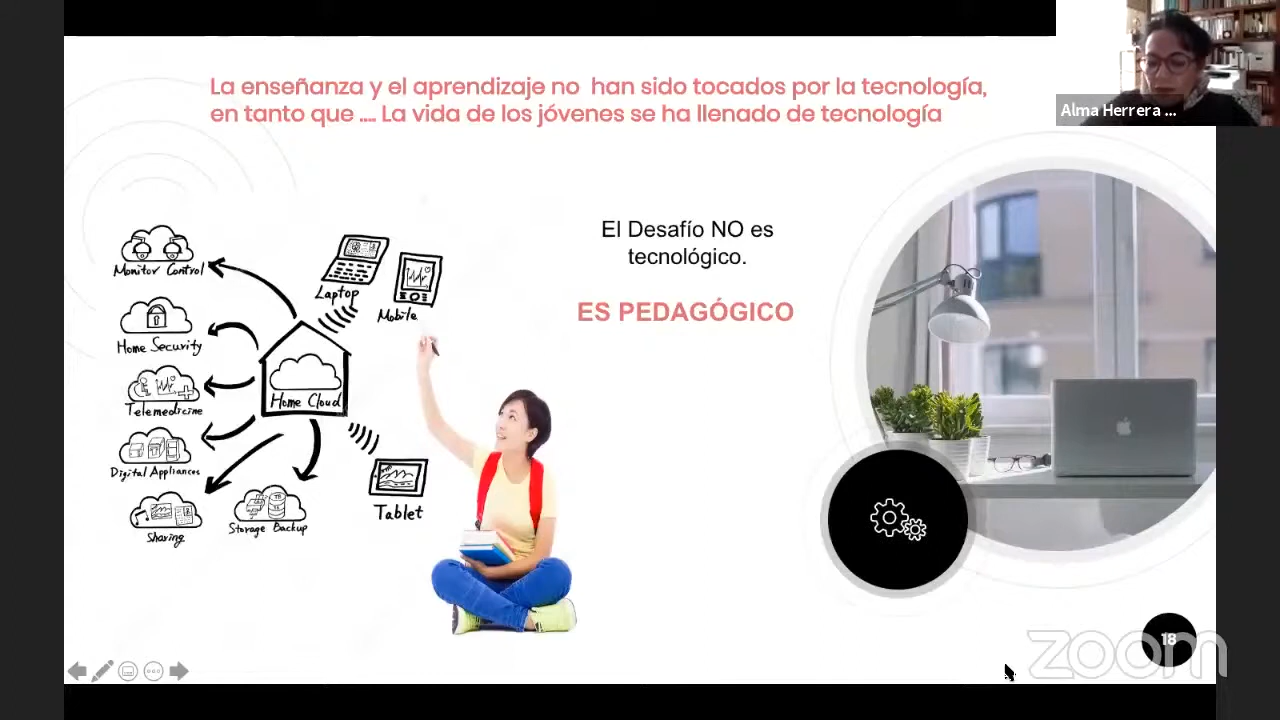 La enseñanza y el aprendizaje no han sido tocados por la tecnología,
en tanto que .... La vida de los jóvenes se ha llenado de tecnología
Alma Herrera ...
El Desafío NO es
tecnológico.
ES PEDAGÓGICO
Monitor Control
Laptop
Mobile
Home Security
Home Cloud
Telemedicine
Digital Appliances
Sharing
Storage Backup
Tablet
18
zoom